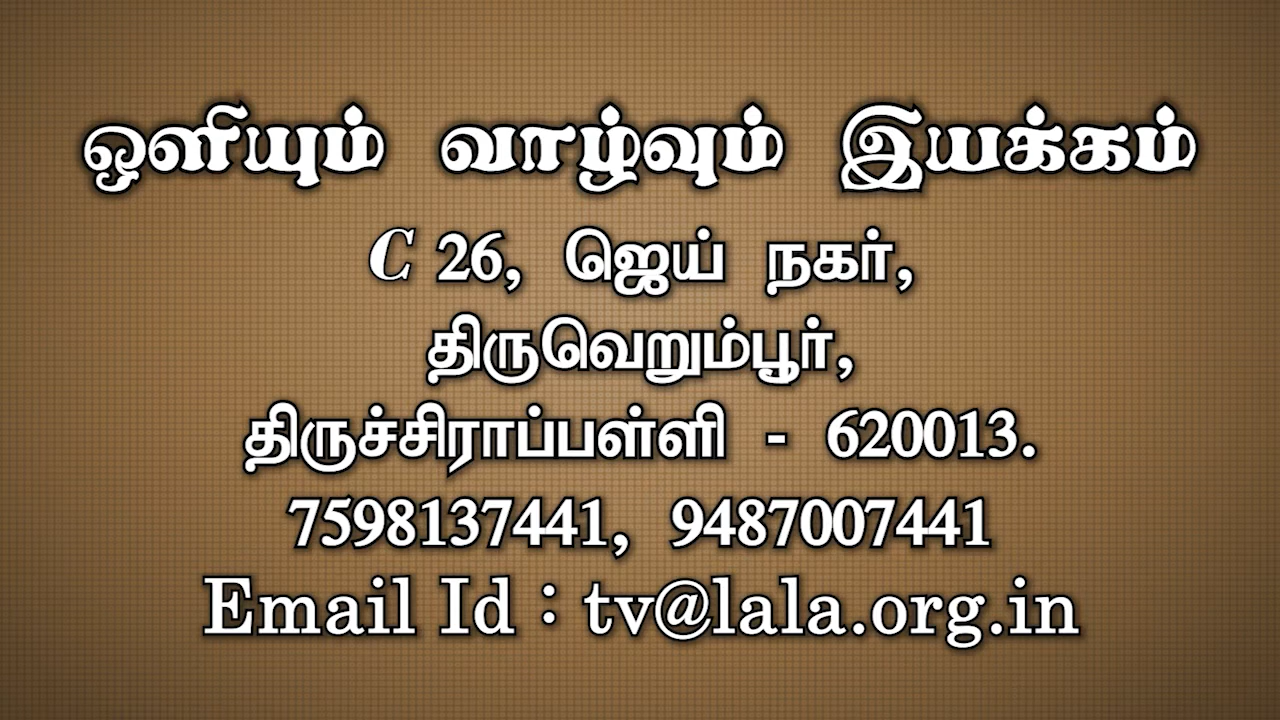 ஒளியும் வாழ்வும் இயக்கம்
C 26, ஜெய் நகர்,
திருவெறும்பூர்,
திருச்சிராப்பள்ளி - 620013.
7598137441, 9487007441
Email Id : tv@lala.org.in